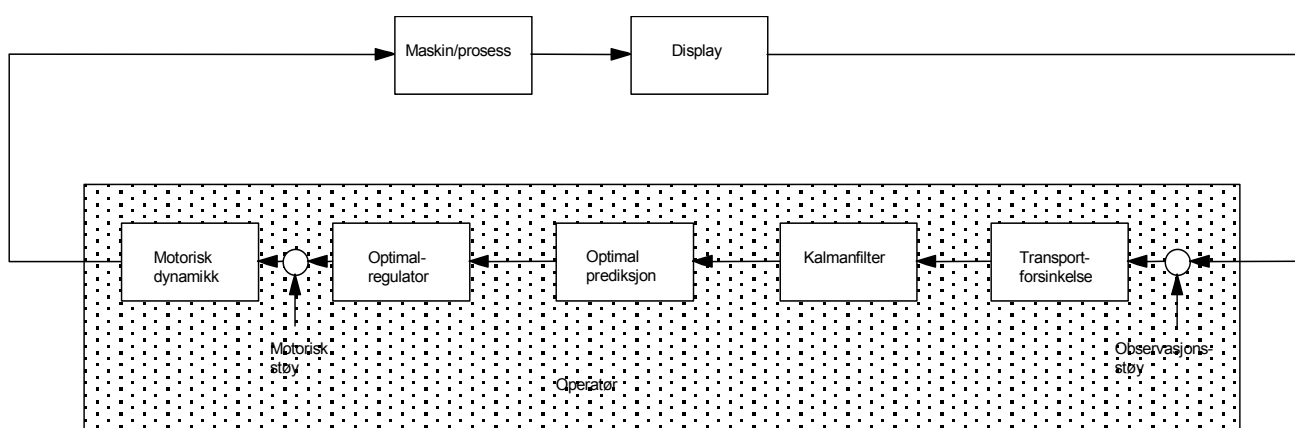 Maskin/prosess
Display
Motorisk
dynamikk
Optimal-
regulator
Optimal
prediksjon
Kalmanfilter
Transport-
forsinkelse
Motorisk
støy
Observasjons-
støy
Operatør